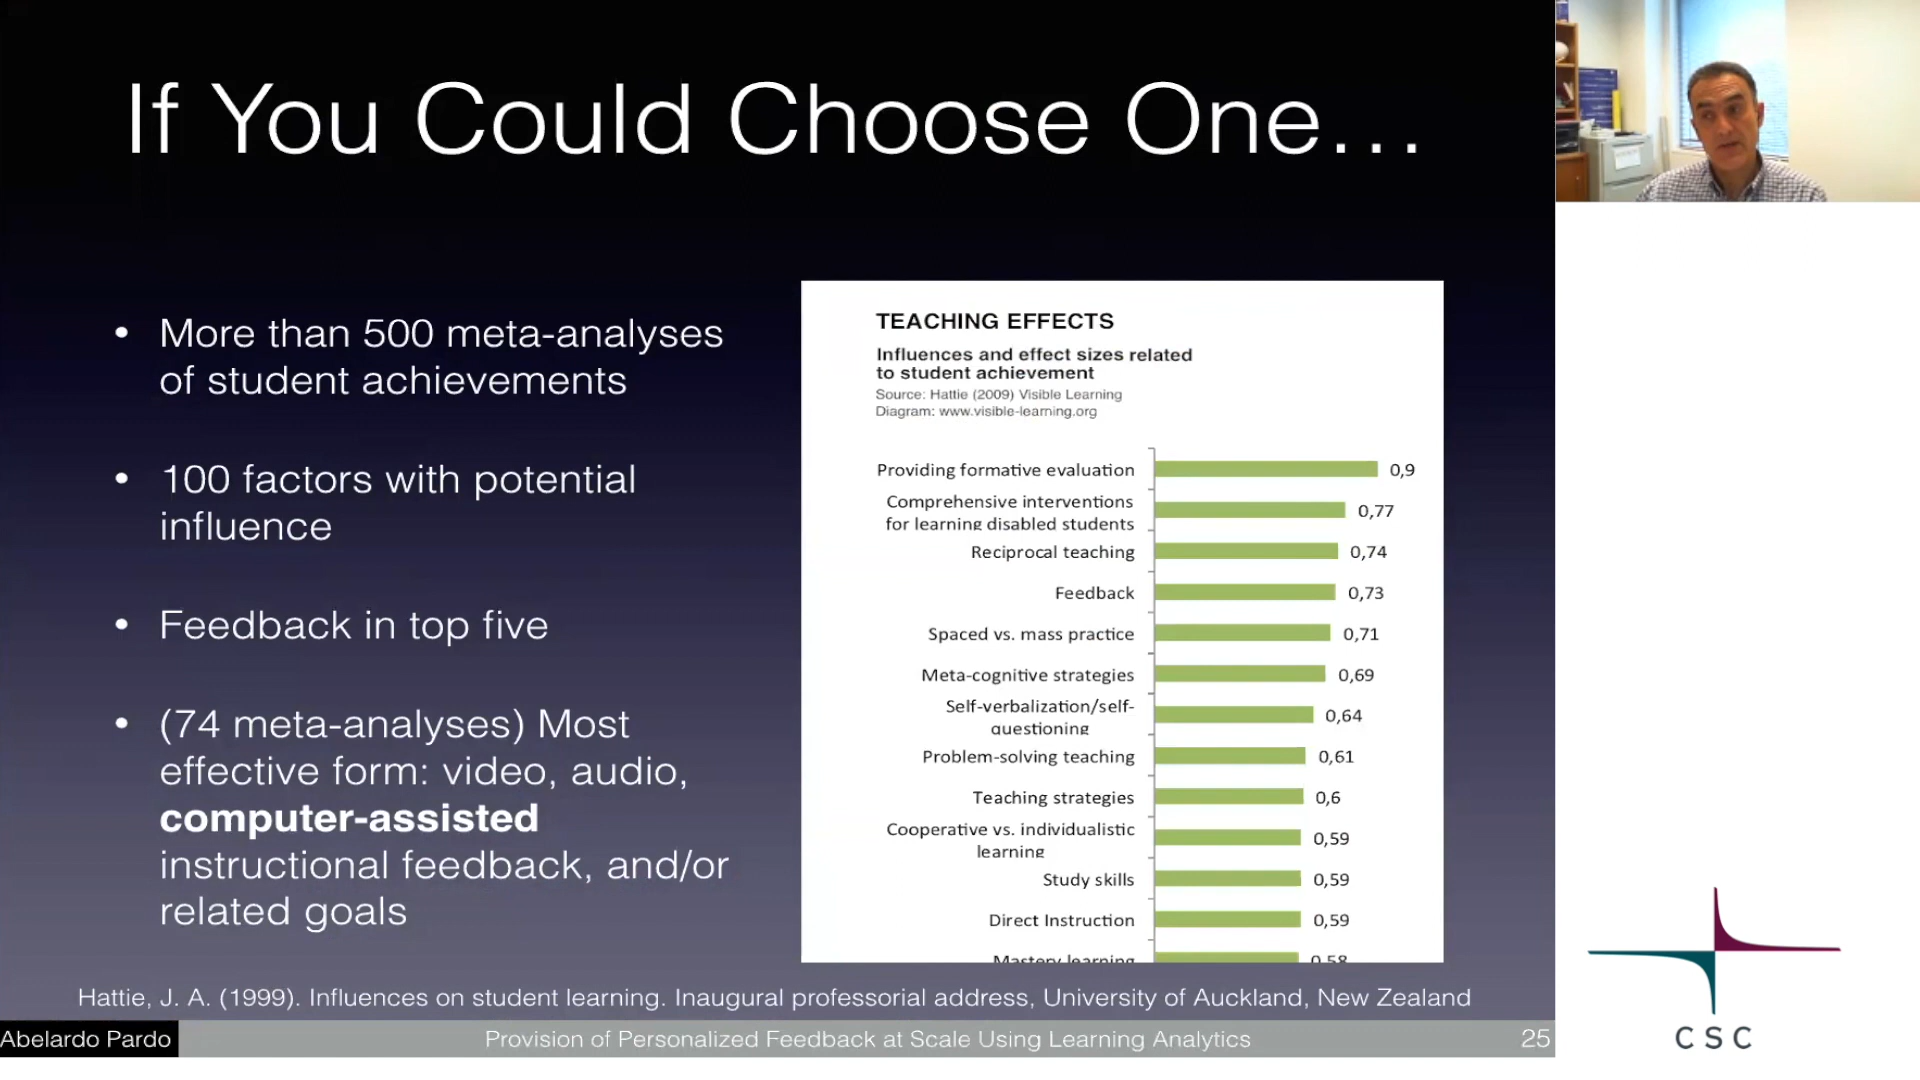 If You Could Choose One...
• More than 500 meta-analyses
of student achievements
• 100 factors with potential
influence
• Feedback in top five
• (74 meta-analyses) Most
effective form: video, audio,
computer-assisted
instructional feedback, and/or
related goals
TEACHING EFFECTS
Influences and effect sizes related
to student achievement
Source: Hattie (2009) Visible Learning
Diagram: www.visible-learning.org
Providing formative evaluation 0,9
Comprehensive interventions
for learning disabled students 0,77
Reciprocal teaching 0,74
Feedback 0,73
Spaced vs. mass practice 0,71
Meta-cognitive strategies 0,69
Self-verbalization/self-
questioning 0,64
Problem-solving teaching 0,61
Teaching strategies 0,6
Cooperative vs. individualistic
learning 0,59
Study skills 0,59
Direct Instruction 0,59
Mastery learning 0,58
Hattie, J. A. (1999). Influences on student learning. Inaugural professorial address, University of Auckland, New Zealand
Abelardo Pardo
Provision of Personalized Feedback at Scale Using Learning Analytics
25
CSC